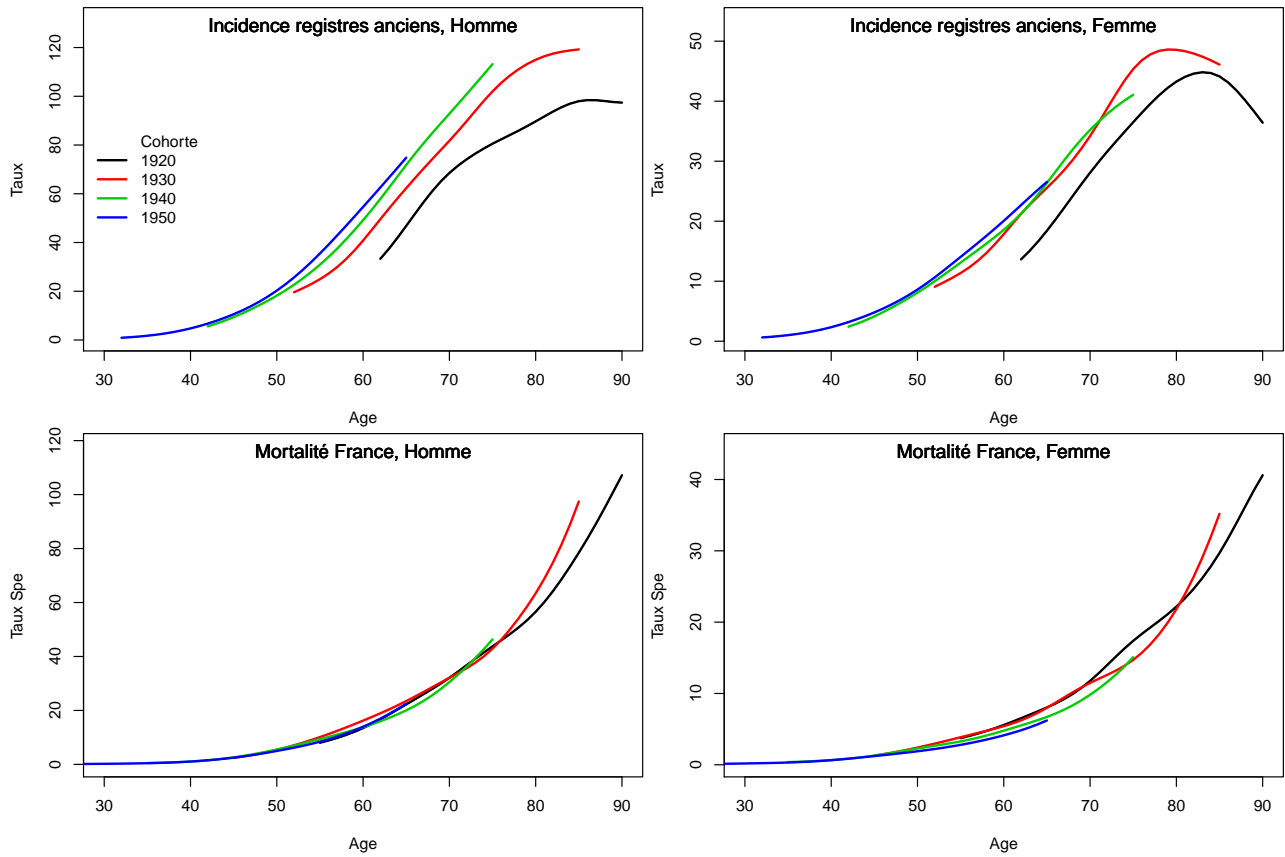 Incidence registres anciens, Homme
Taux
0 20 40 60 80 100 120
Cohorte
1920
1930
1940
1950
30 40 50 60 70 80 90
Age
Incidence registres anciens, Femme
Taux
0 10 20 30 40 50
30 40 50 60 70 80 90
Age
Mortalité France, Homme
Taux Spe
0 20 40 60 80 100 120
30 40 50 60 70 80 90
Age
Mortalité France, Femme
Taux Spe
0 10 20 30 40
30 40 50 60 70 80 90
Age